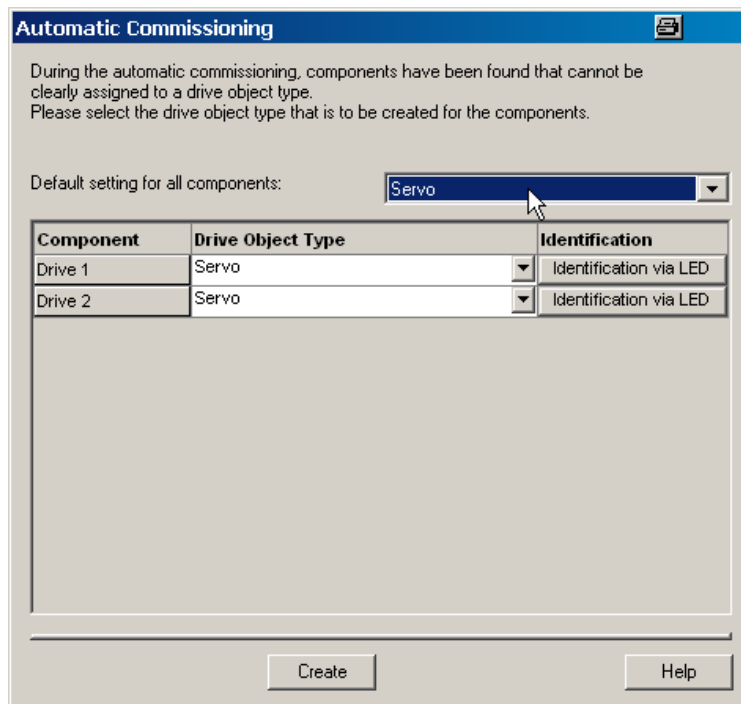 Automatic Commissioning
During the automatic commissioning, components have been found that cannot be
clearly assigned to a drive object type.
Please select the drive object type that is to be created for the components.
Default setting for all components: Servo
Component Drive Object Type Identification
Drive 1 Servo Identification via LED
Drive 2 Servo Identification via LED
Create Help